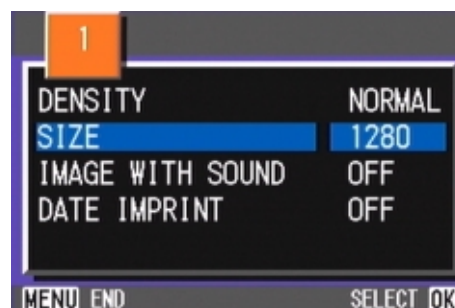 1
DENSITY NORMAL
SIZE 1280
IMAGE WITH SOUND OFF
DATE IMPRINT OFF
MENU END SELECT OK